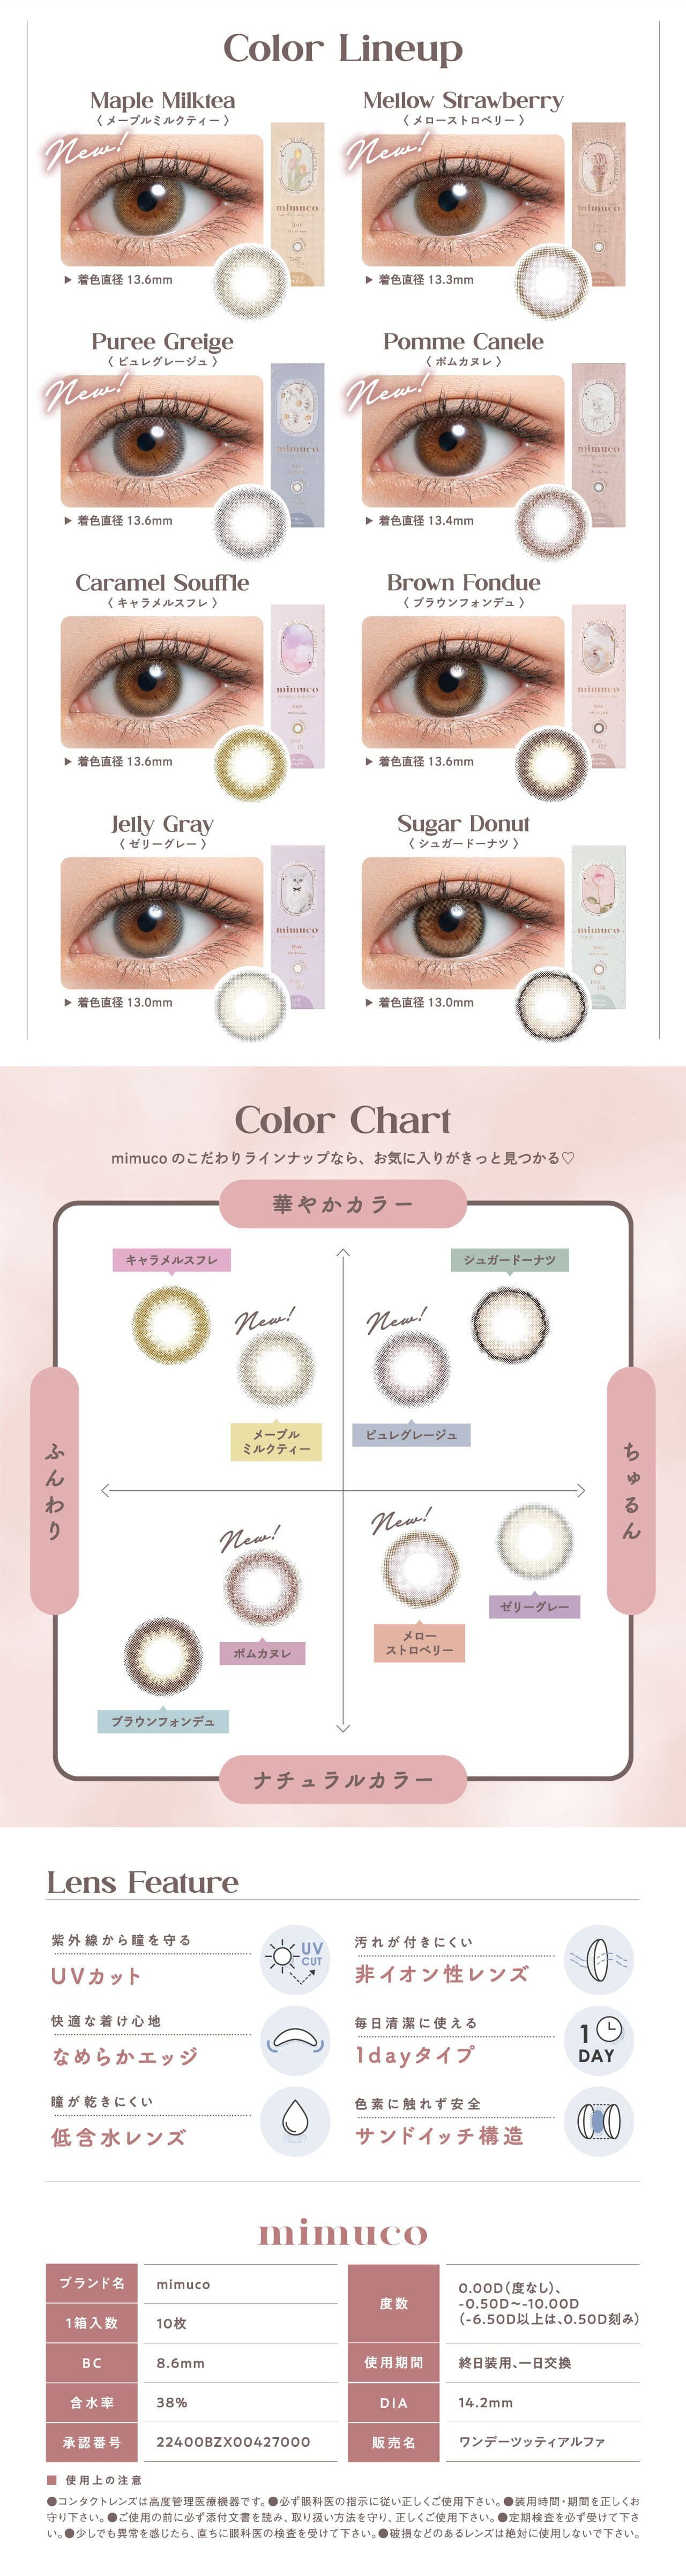 Color Lineup
Maple Milktea
〈 メープルミルクティー 〉
New!
mimuco
▶ 着色直径 13.6mm
Mellow Strawberry
〈 メローストロベリー 〉
New!
mimuco
▶ 着色直径 13.3mm
Puree Greige
〈 ピュレグレージュ 〉
New!
mimuco
▶ 着色直径 13.6mm
Pomme Canele
〈 ポムカヌレ 〉
New!
mimuco
▶ 着色直径 13.4mm
Caramel Souffle
〈 キャラメルスフレ 〉
mimuco
01
▶ 着色直径 13.6mm
Brown Fondue
〈 ブラウンフォンデュ 〉
mimuco
02
▶ 着色直径 13.6mm
Jelly Gray
〈 ゼリーグレー 〉
mimuco
▶ 着色直径 13.0mm
Sugar Donut
〈 シュガードーナツ 〉
mimuco
04
▶ 着色直径 13.0mm
Color Chart
mimuco のこだわりラインナップなら、お気に入りがきっと見つかる♡
華やかカラー
キャラメルスフレ
シュガードーナツ
New!
New!
メープル
ミルクティー
ピュレグレージュ
ふんわり
ちゅるん
New!
New!
ゼリーグレー
ポムカヌレ
メロー
ストロベリー
ブラウンフォンデュ
ナチュラルカラー
Lens Feature
紫外線から瞳を守る
UVカット
UV
CUT
汚れが付きにくい
非イオン性レンズ
快適な着け心地
なめらかエッジ
毎日清潔に使える
1dayタイプ
1
DAY
瞳が乾きにくい
低含水レンズ
色素に触れず安全
サンドイッチ構造
mimuco
ブランド名 mimuco
1箱入数 10枚
BC 8.6mm
含水率 38%
承認番号 22400BZX00427000
度数 0.00D(度なし)、
-0.50D〜-10.00D
(-6.50D以上は、0.50D刻み)
使用期間 終日装用、一日交換
DIA 14.2mm
販売名 ワンデーツッティアルファ
■ 使用上の注意
●コンタクトレンズは高度管理医療機器です。●必ず眼科医の指示に従い正しくご使用下さい。●装用時間・期間を正しくお
守り下さい。●ご使用の前に必ず添付文書を読み、取り扱い方法を守り、正しくご使用下さい。●定期検査を必ず受けて下さ
い。●少しでも異常を感じたら、直ちに眼科医の検査を受けて下さい。●破損などのあるレンズは絶対に使用しないで下さい。